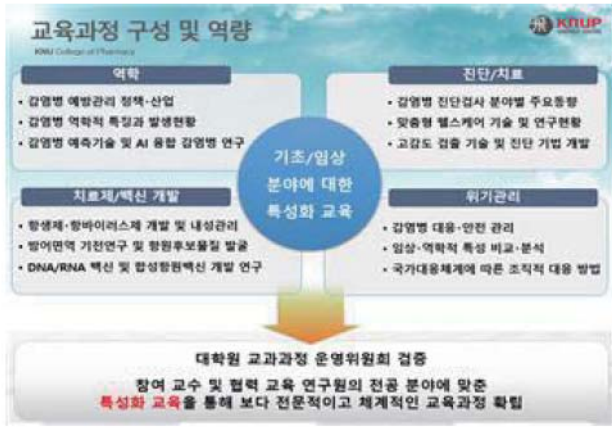 교육과정 구성 및 역량
KNU College of Pharmacy
KNUP
역학
• 감염병 예방관리 정책·산업
• 감염병 역학적 특징과 발생현황
• 감염병 예측기술 및 AI 융합 감염병 연구
진단/치료
• 감염병 진단검사 분야별 주요동향
• 맞춤형 헬스케어 기술 및 연구현황
• 고감도 검출 기술 및 진단 기법 개발
기초/임상
분야에 대한
특성화 교육
치료제/백신 개발
• 항생제·항바이러스제 개발 및 내성관리
• 방어면역 기전연구 및 항원후보물질 발굴
• DNA/RNA 백신 및 합성항원백신 개발 연구
위기관리
• 감염병 대응·안전 관리
• 임상·역학적 특성 비교·분석
• 국가대응체계에 따른 조직적 대응 방법
대학원 교과과정 운영위원회 검증
참여 교수 및 협력 교육 연구원의 전공 분야에 맞춘
특성화 교육을 통해 보다 전문적이고 체계적인 교육과정 확립